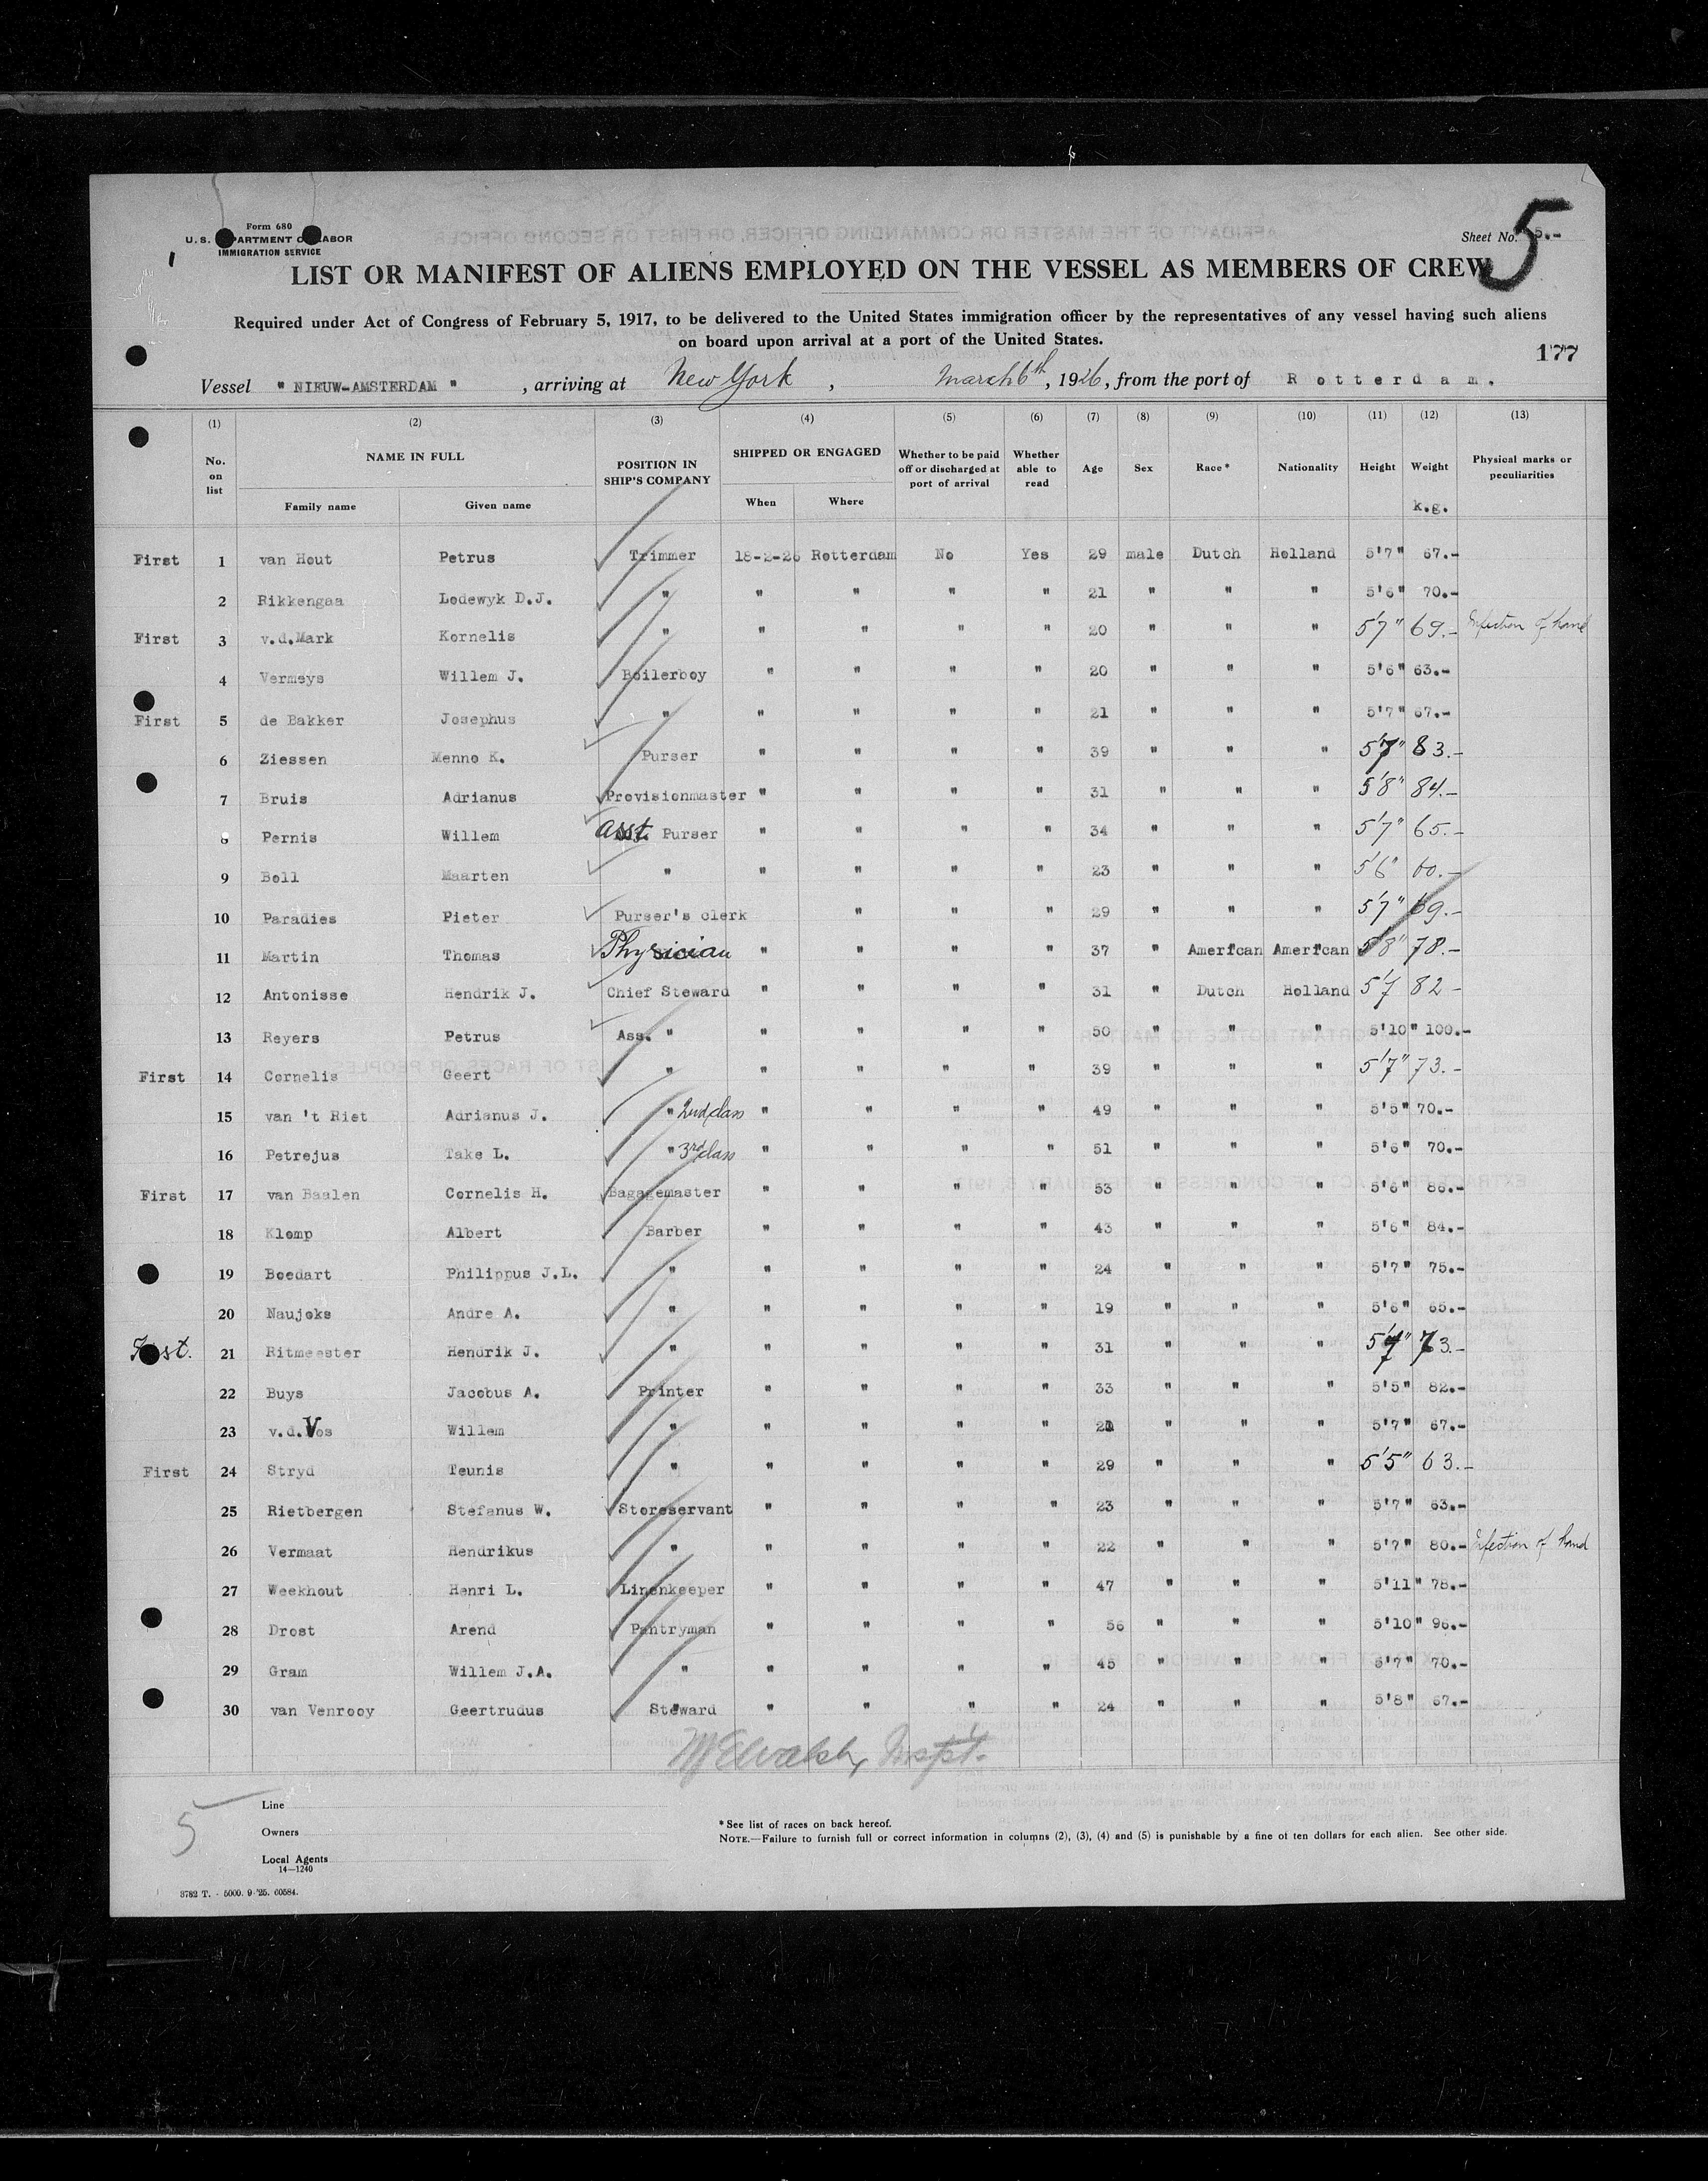 Form 680
U. S. DEPARTMENT OF LABOR
IMMIGRATION SERVICE
Sheet No. 5.-
5
LIST OR MANIFEST OF ALIENS EMPLOYED ON THE VESSEL AS MEMBERS OF CREW
Required under Act of Congress of February 5, 1917, to be delivered to the United States immigration officer by the representatives of any vessel having such aliens
on board upon arrival at a port of the United States.
177
Vessel " NIEUW-AMSTERDAM ", arriving at New York, March 6th, 1926, from the port of Rotterdam.
(1) (2) (3) (4) (5) (6) (7) (8) (9) (10) (11) (12) (13)
No. on list NAME IN FULL POSITION IN SHIP'S COMPANY SHIPPED OR ENGAGED Whether to be paid off or discharged at port of arrival Whether able to read Age Sex Race* Nationality Height Weight Physical marks or peculiarities
Family name Given name When Where k.g.
First 1 van Hout Petrus Trimmer 18-2-26 Rotterdam No Yes 29 male Dutch Holland 5'7" 67.-
2 Rikkengaa Lodewyk D.J. " " " " " 21 " " " 5'6" 70.-
First 3 v.d.Mark Kornelis " " " " " 20 " " " 5'7" 69.- Infection of hand
4 Vermeys Willem J. Boilerboy " " " " 20 " " " 5'6" 63.-
First 5 de Bakker Josephus " " " " " 21 " " " 5'7" 67.-
6 Ziessen Menno K. Purser " " " " 39 " " " 5'7" 83.-
7 Bruis Adrianus Provisionmaster " " " " 31 " " " 5'8" 84.-
8 Pernis Willem Asst. Purser " " " " 34 " " " 5'7" 65.-
9 Boll Maarten " " " " " 23 " " " 5'6" 60.-
10 Paradies Pieter Purser's clerk " " " 29 " " " 5'7" 69.-
11 Martin Thomas Physician " " " " 37 " American American 5'8" 78.-
12 Antonisse Hendrik J. Chief Steward " " " " 31 " Dutch Holland 5'7 82-
13 Reyers Petrus Ass. " " " " " 50 " " " 5'10" 100.-
First 14 Cornelis Geert " " " " " 39 " " " 5'7" 73.-
15 van 't Riet Adrianus J. " 2nd class " " " " 49 " " " 5'5" 70.-
16 Petrejus Take L. " 3rd class " " " " 51 " " " 5'6" 70.-
First 17 van Baalen Cornelis H. Bagagemaster " " " " 53 " " " 5'6" 86.-
18 Klomp Albert Barber " " " " 43 " " " 5'6" 84.-
19 Boedart Philippus J.L. " " " " " 24 " " " 5'7" 75.-
20 Naujoks Andre A. " " " " " 19 " " " 5'6" 65.-
First. 21 Ritmeester Hendrik J. " " " " " 31 " " " 5'7" 73.-
22 Buys Jacobus A. Printer " " " " 33 " " " 5'5" 82.-
23 v.d.Vos Willem " " " " " " " " 5'7" 67.-
First 24 Stryd Teunis " " " " " 29 " " " 5'5" 63.-
25 Rietbergen Stefanus W. Storeservant " " " " 23 " " " 5'7" 63.-
26 Vermaat Hendrikus " " " " " 22 " " " 5'7" 80.- Infection of hand
27 Weekhout Henri L. Linenkeeper " " " " 47 " " " 5'11" 78.-
28 Drost Arend Pantryman " " " " 56 " " " 5'10" 96.-
29 Gram Willem J.A. " " " " " 45 " " " 5'7" 70.-
30 van Venrooy Geertrudus Steward " " " " 24 " " " 5'8" 67.-
Walsh, Inspt.
5
Line
Owners
Local Agents
14—1240
* See list of races on back hereof.
NOTE.—Failure to furnish full or correct information in columns (2), (3), (4) and (5) is punishable by a fine of ten dollars for each alien. See other side.
3782 T. - 5000. 9-'25. 60584.